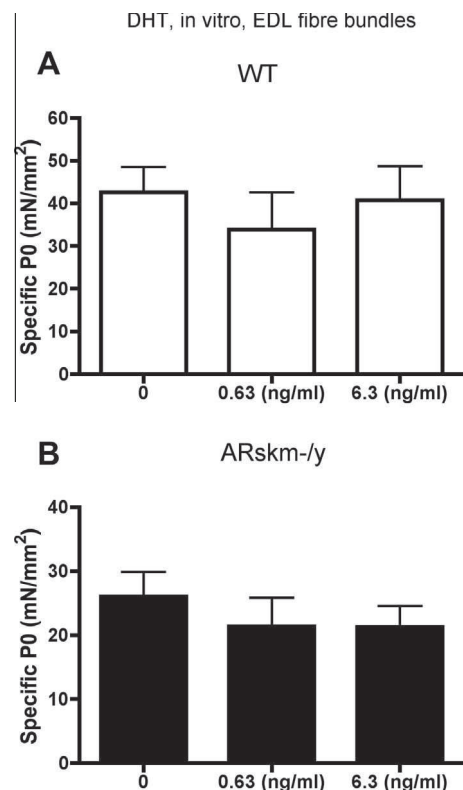 DHT, in vitro, EDL fibre bundles
A
WT
Specific P0 (mN/mm²)
60
50
40
30
20
10
0
0 0.63 (ng/ml) 6.3 (ng/ml)
B
ARskm-/y
Specific P0 (mN/mm²)
40
30
20
10
0
0 0.63 (ng/ml) 6.3 (ng/ml)